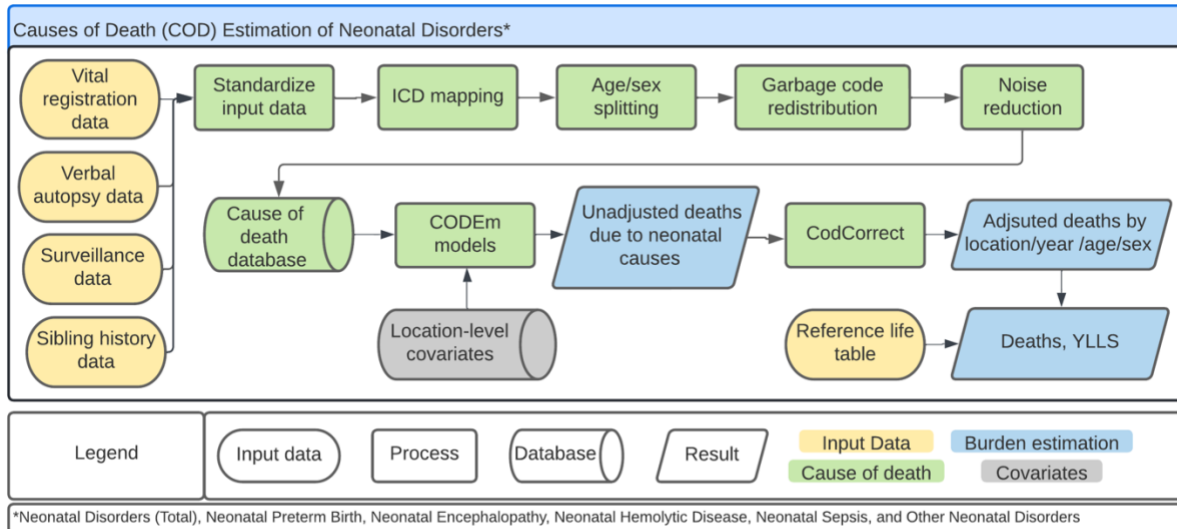 Causes of Death (COD) Estimation of Neonatal Disorders*
Vital
registration
data
Standardize
input data
ICD mapping
Age/sex
splitting
Garbage code
redistribution
Noise
reduction
Verbal
autopsy data
Surveillance
data
Sibling history
data
Cause of
death
database
CODEm
models
Unadjusted deaths
due to neonatal
causes
CodCorrect
Adjsuted deaths by
location/year /age/sex
Location-level
covariates
Reference life
table
Deaths, YLLS
Legend
Input data
Process
Database
Result
Input Data
Burden estimation
Cause of death
Covariates
*Neonatal Disorders (Total), Neonatal Preterm Birth, Neonatal Encephalopathy, Neonatal Hemolytic Disease, Neonatal Sepsis, and Other Neonatal Disorders